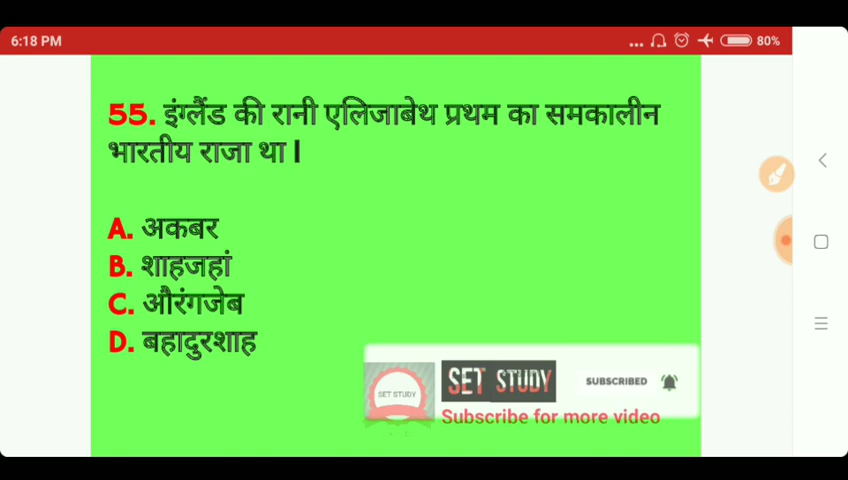 6:18 PM
80%
55. इंग्लैंड की रानी एलिजाबेथ प्रथम का समकालीन
भारतीय राजा था I
A. अकबर
B. शाहजहां
C. औरंगजेब
D. बहादुरशाह
SET STUDY
SET STUDY
SUBSCRIBED
Subscribe for more video